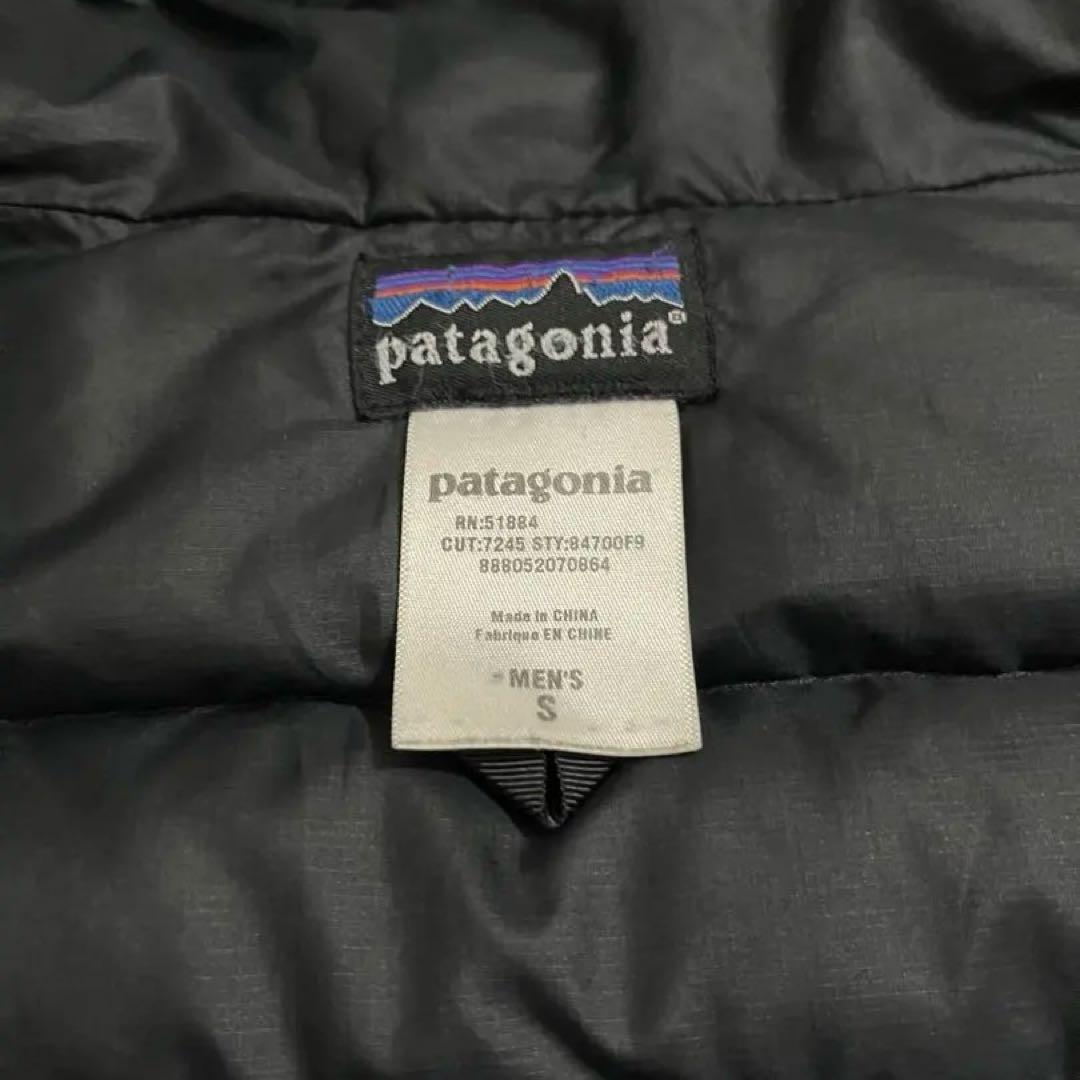 patagonia®
patagonia
RN:51884
CUT:7245 STY:84700F9
888052070864
Made in CHINA
Fabriqué EN CHINE
MEN'S
S